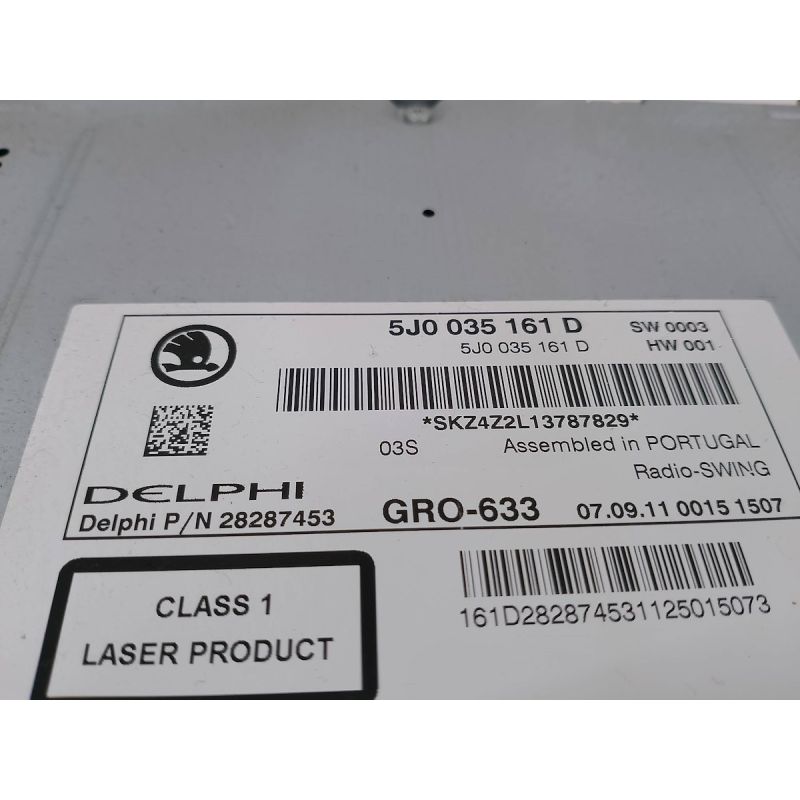 5J0 035 161 D SW 0003
5J0 035 161 D HW 001
*SKZ4Z2L13787829*
03S Assembled in PORTUGAL
Radio-SWING
DELPHI
Delphi P/N 28287453 GRO-633 07.09.11 0015 1507
CLASS 1
LASER PRODUCT
161D282874531125015073